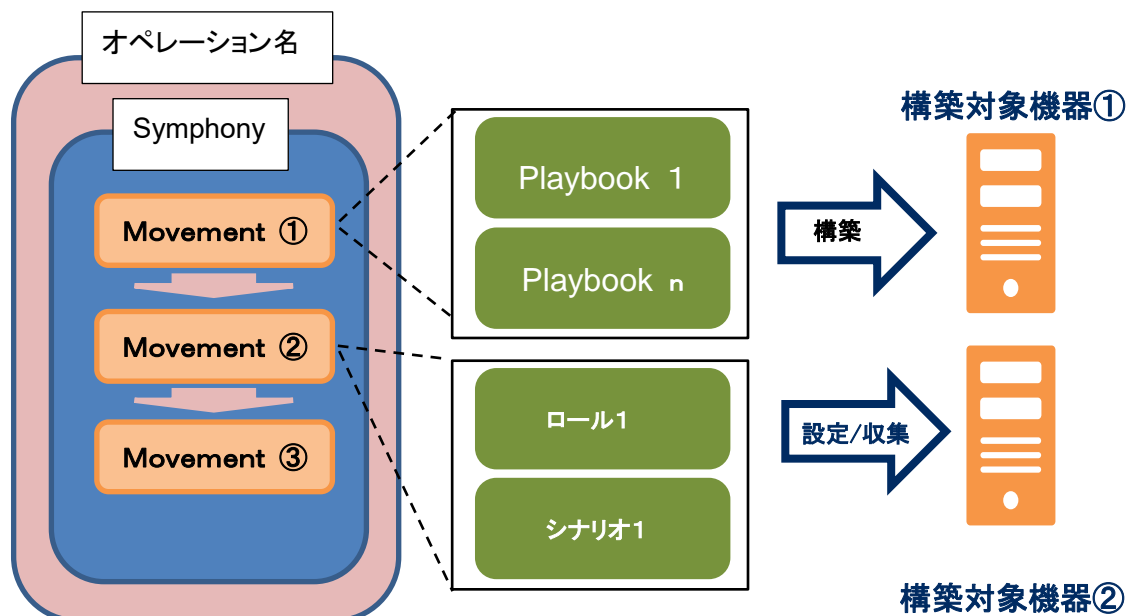 オペレーション名
Symphony
Movement ①
Movement ②
Movement ③
Playbook 1
Playbook n
ロール1
シナリオ1
構築
設定/収集
構築対象機器①
構築対象機器②